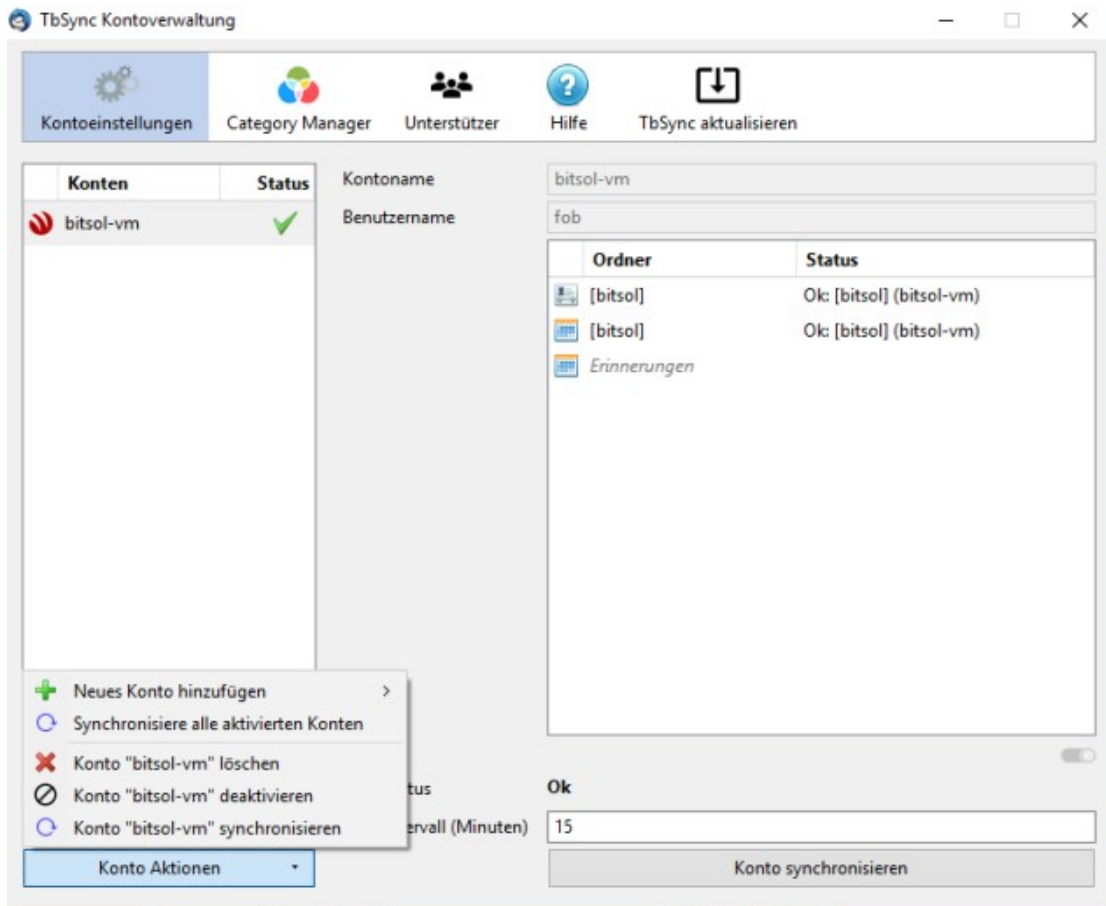 TbSync Kontoverwaltung
Kontoeinstellungen Category Manager Unterstützer Hilfe TbSync aktualisieren
Konten Status
bitsol-vm
Kontoname bitsol-vm
Benutzername fob
Ordner Status
[bitsol] Ok: [bitsol] (bitsol-vm)
[bitsol] Ok: [bitsol] (bitsol-vm)
Erinnerungen
Neues Konto hinzufügen
Synchronisiere alle aktivierten Konten
Konto "bitsol-vm" löschen
Konto "bitsol-vm" deaktivieren
Konto "bitsol-vm" synchronisieren
tus Ok
ervall (Minuten) 15
Konto Aktionen
Konto synchronisieren